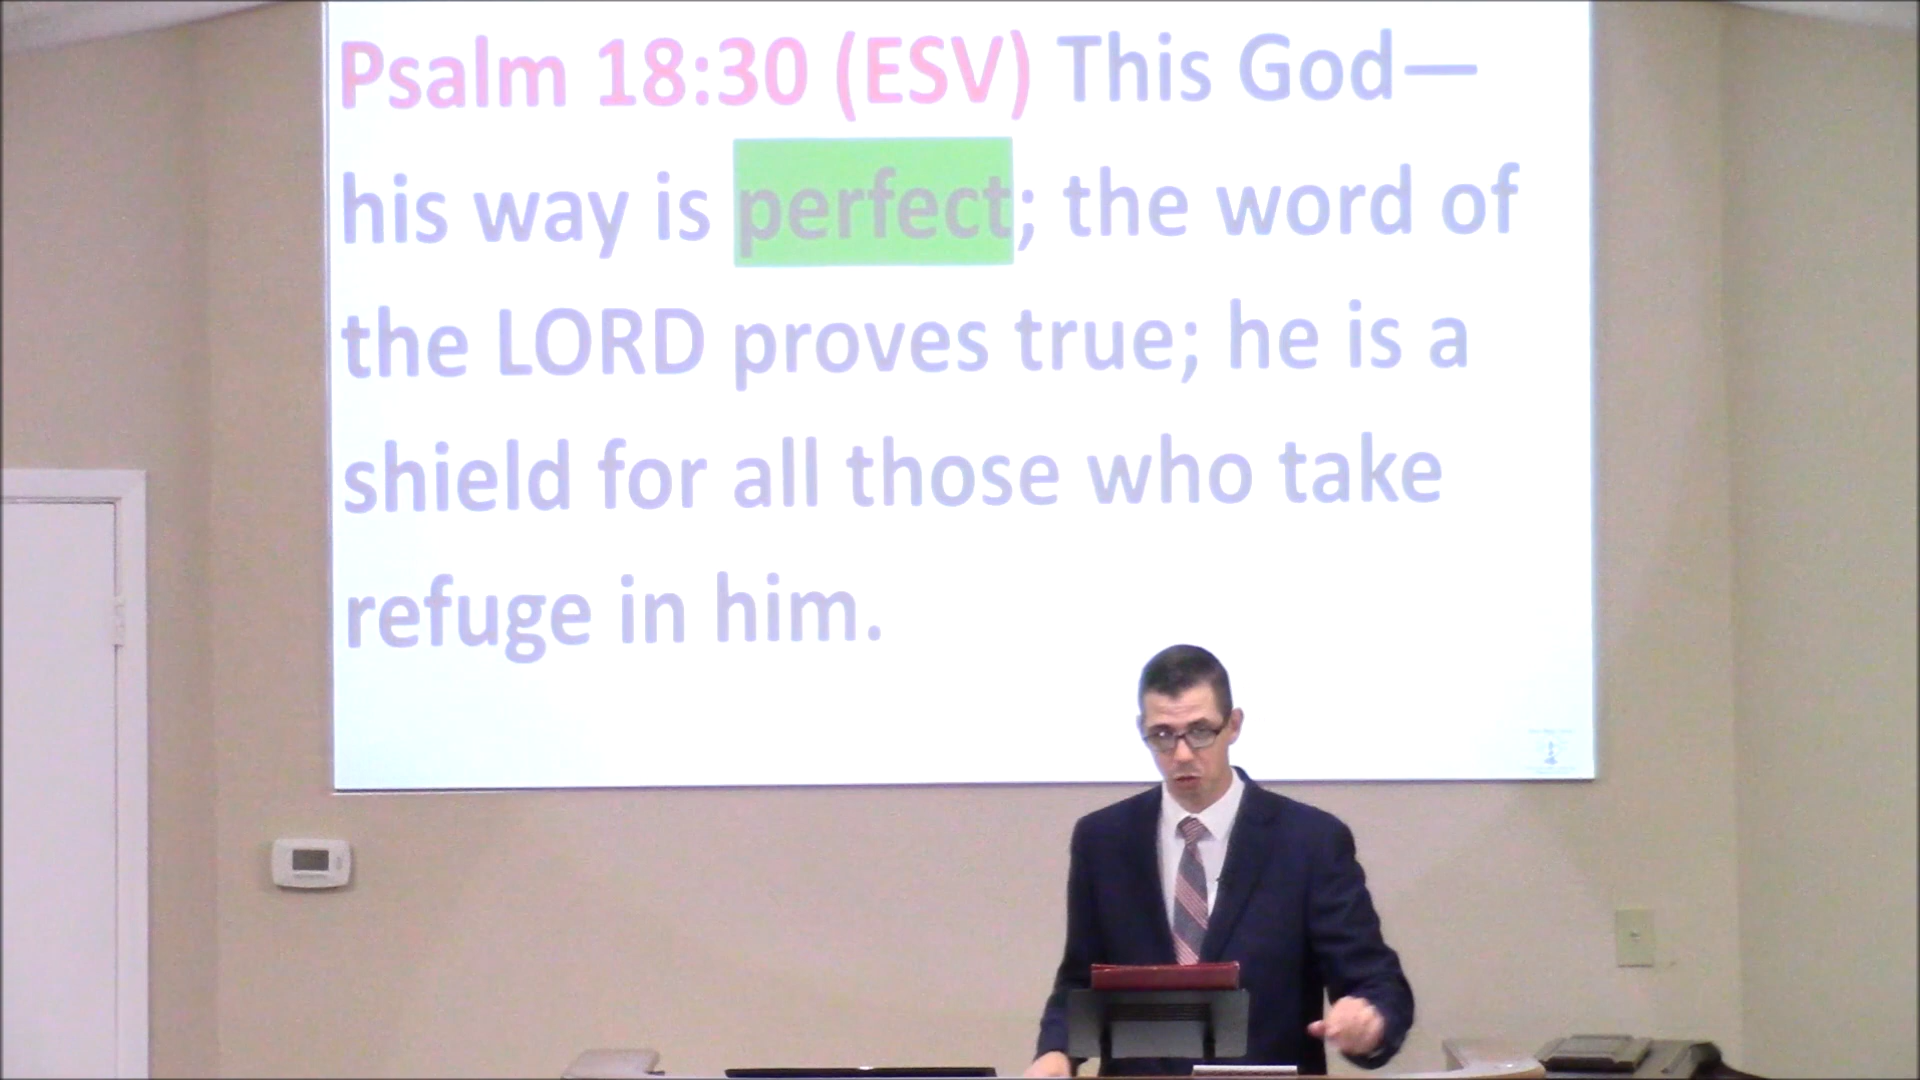 Psalm 18:30 (ESV) This God—
his way is perfect; the word of
the LORD proves true; he is a
shield for all those who take
refuge in him.